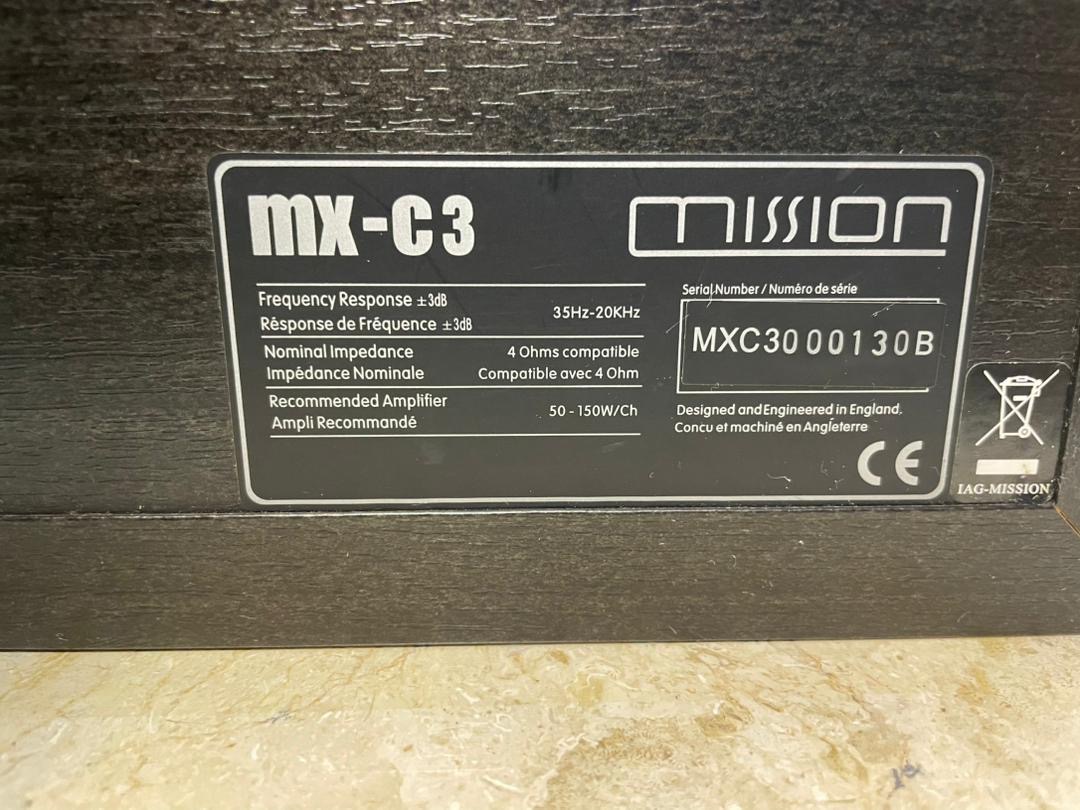 mx-C3
mission
Frequency Response ±3dB
Résponse de Fréquence ±3dB
35Hz-20KHz
Nominal Impedance
4 Ohms compatible
Impédance Nominale
Compatible avec 4 Ohm
Recommended Amplifier
Ampli Recommandé
50 - 150W/Ch
Serial Number / Numéro de série
MXC3000130B
Designed and Engineered in England.
Concu et machiné en Angleterre
CE
IAG-MISSION